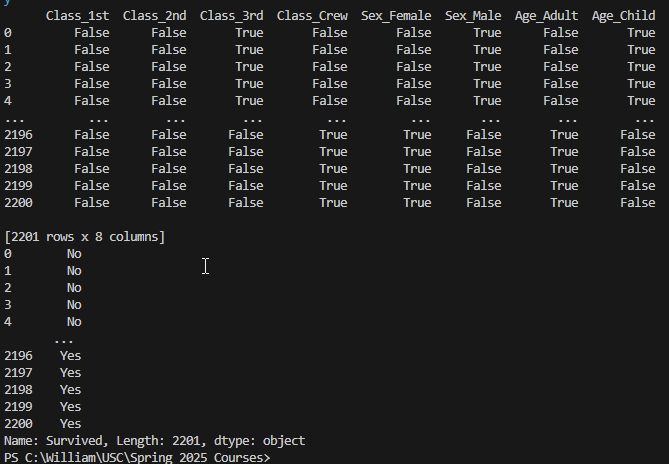 y
Class_1st Class_2nd Class_3rd Class_Crew Sex_Female Sex_Male Age_Adult Age_Child
0 False False True False False True False True
1 False False True False False True False True
2 False False True False False True False True
3 False False True False False True False True
4 False False True False False True False True
... ... ... ... ... ... ... ... ...
2196 False False False True True False True False
2197 False False False True True False True False
2198 False False False True True False True False
2199 False False False True True False True False
2200 False False False True True False True False
[2201 rows x 8 columns]
0 No
1 No
2 No
3 No
4 No
...
2196 Yes
2197 Yes
2198 Yes
2199 Yes
2200 Yes
Name: Survived, Length: 2201, dtype: object
PS C:\William\USC\Spring 2025 Courses>